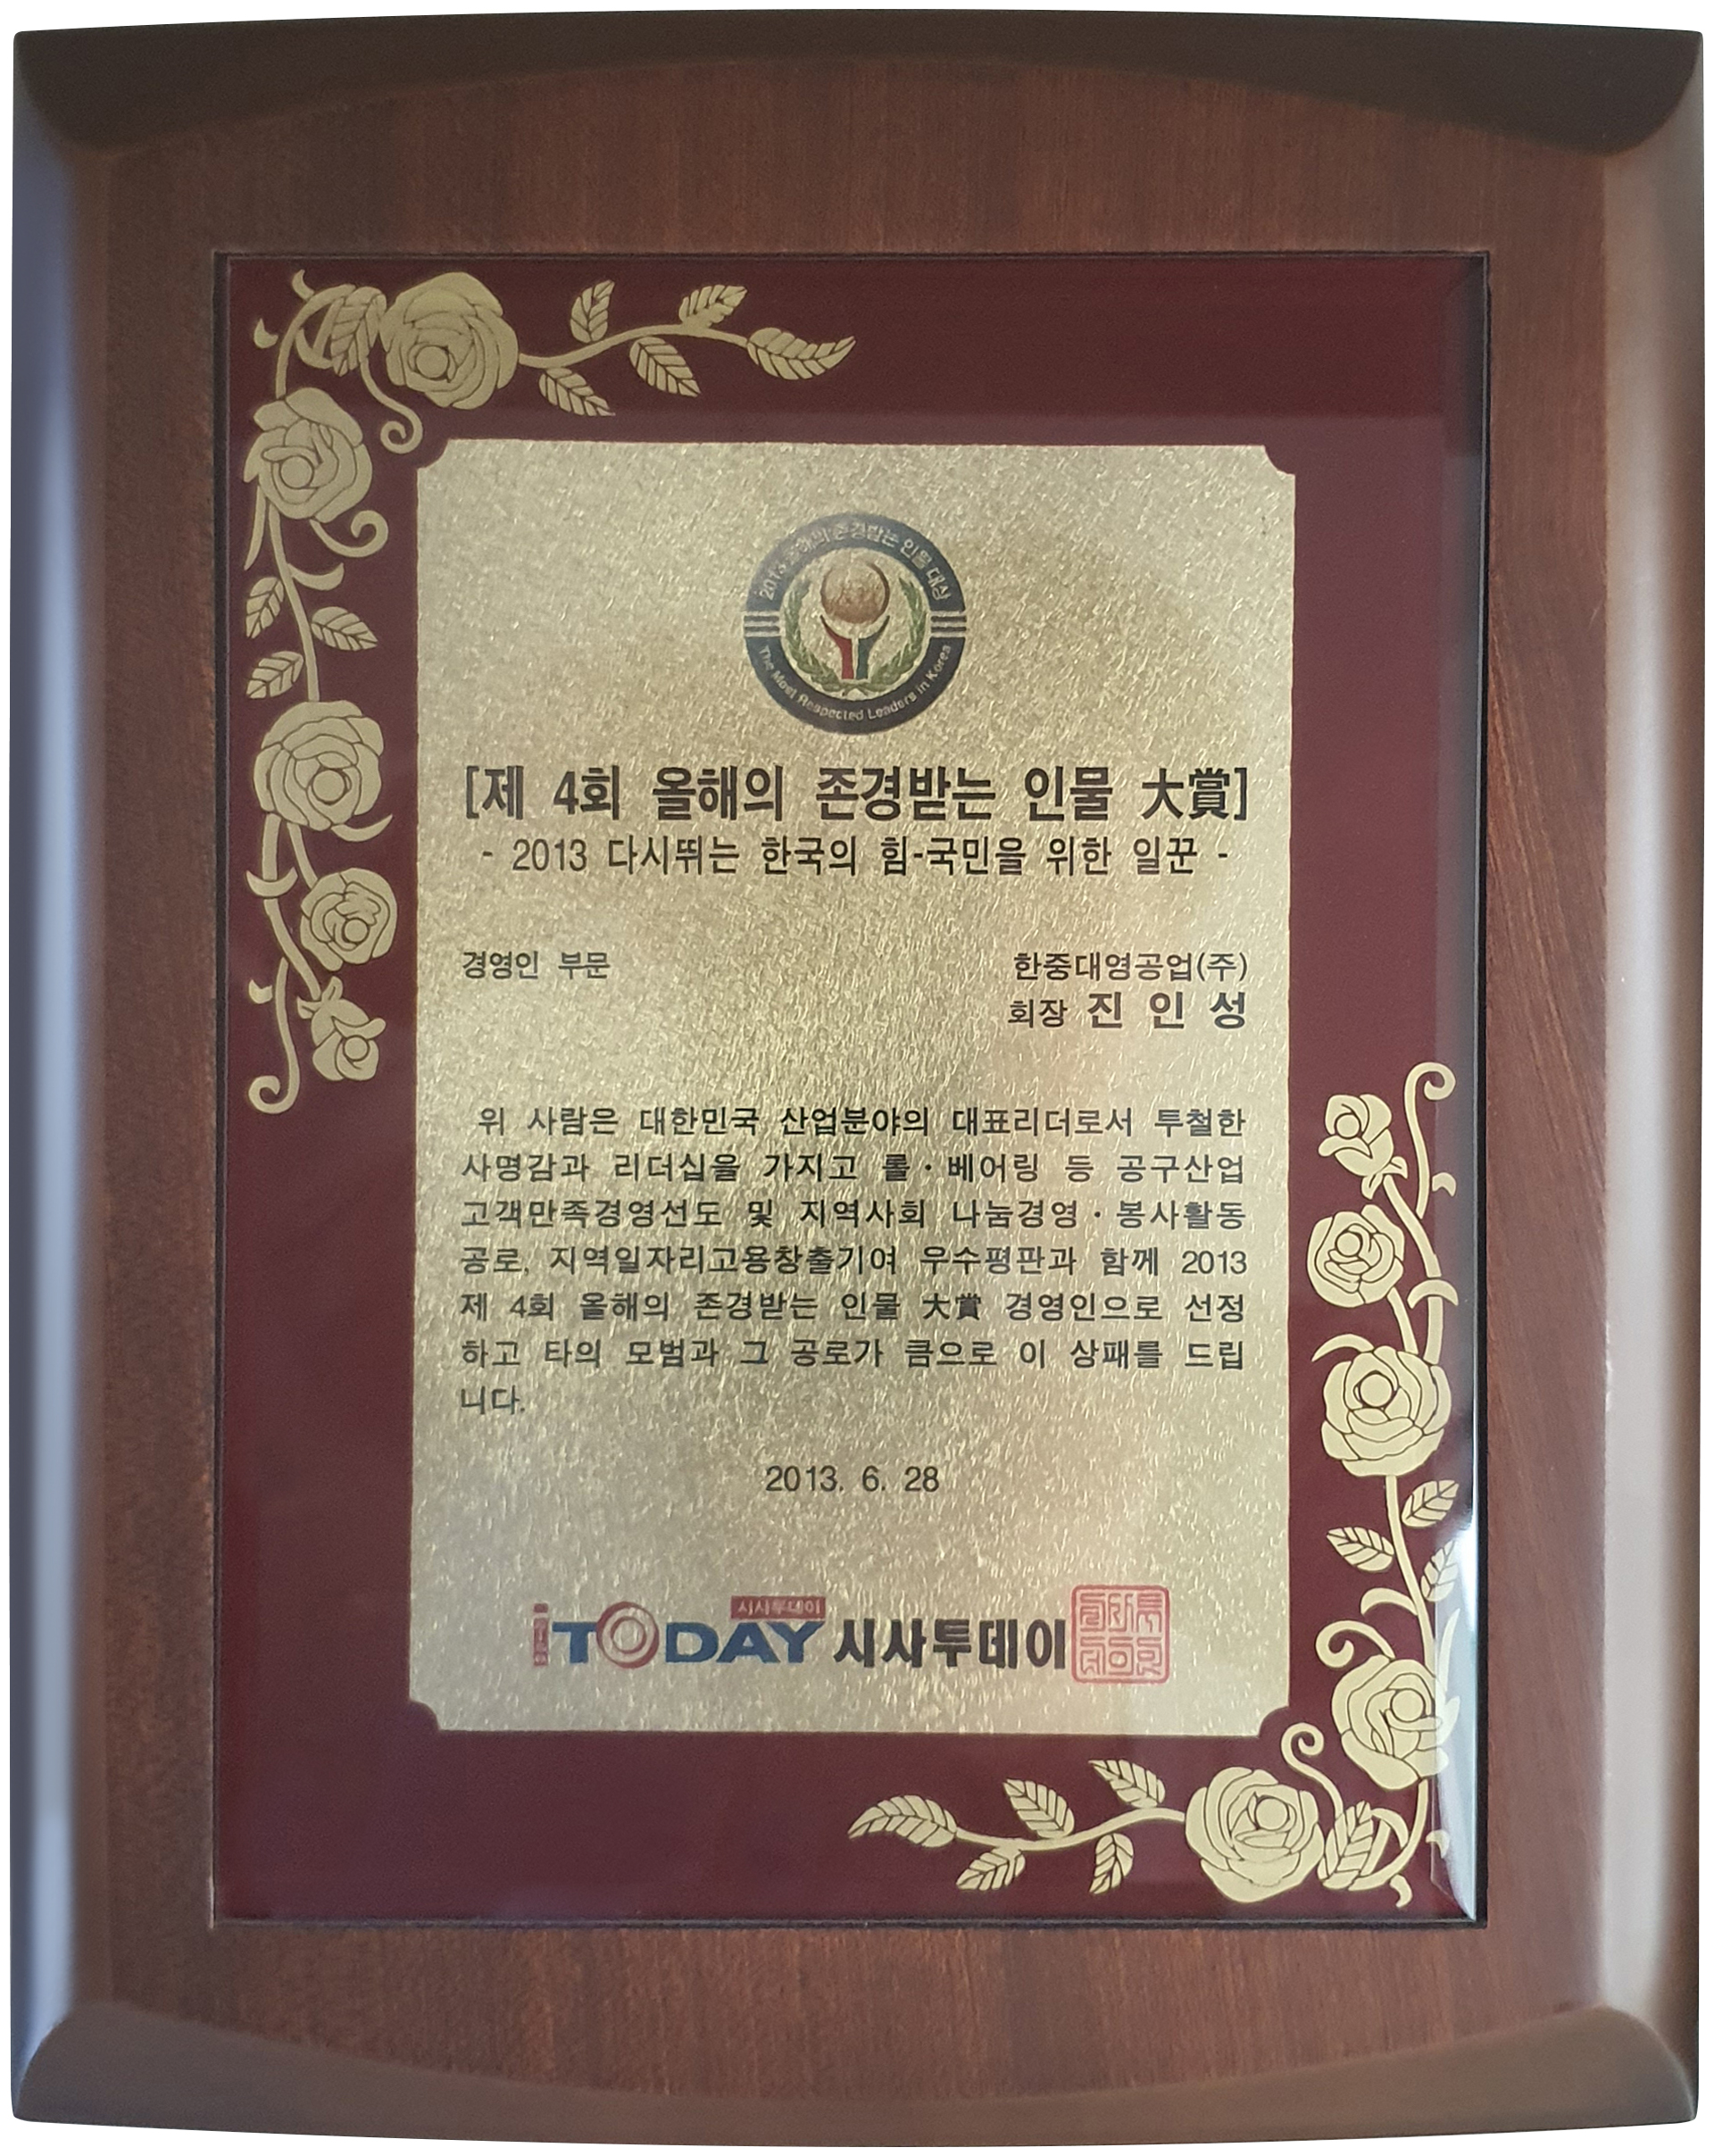 2013 올해의 존경받는 인물 대상
The Most Respected Leaders in Korea
[제 4회 올해의 존경받는 인물 大賞]
- 2013 다시뛰는 한국의 힘-국민을 위한 일꾼 -
경영인 부문
한중대영공업(주)
회장 진 인 성
위 사람은 대한민국 산업분야의 대표리더로서 투철한
사명감과 리더십을 가지고 롤·베어링 등 공구산업
고객만족경영선도 및 지역사회 나눔경영·봉사활동
공로, 지역일자리고용창출기여 우수평판과 함께 2013
제 4회 올해의 존경받는 인물 大賞 경영인으로 선정
하고 타의 모범과 그 공로가 큼으로 이 상패를 드립
니다.
2013. 6. 28
시사투데이
TODAY 시사투데이